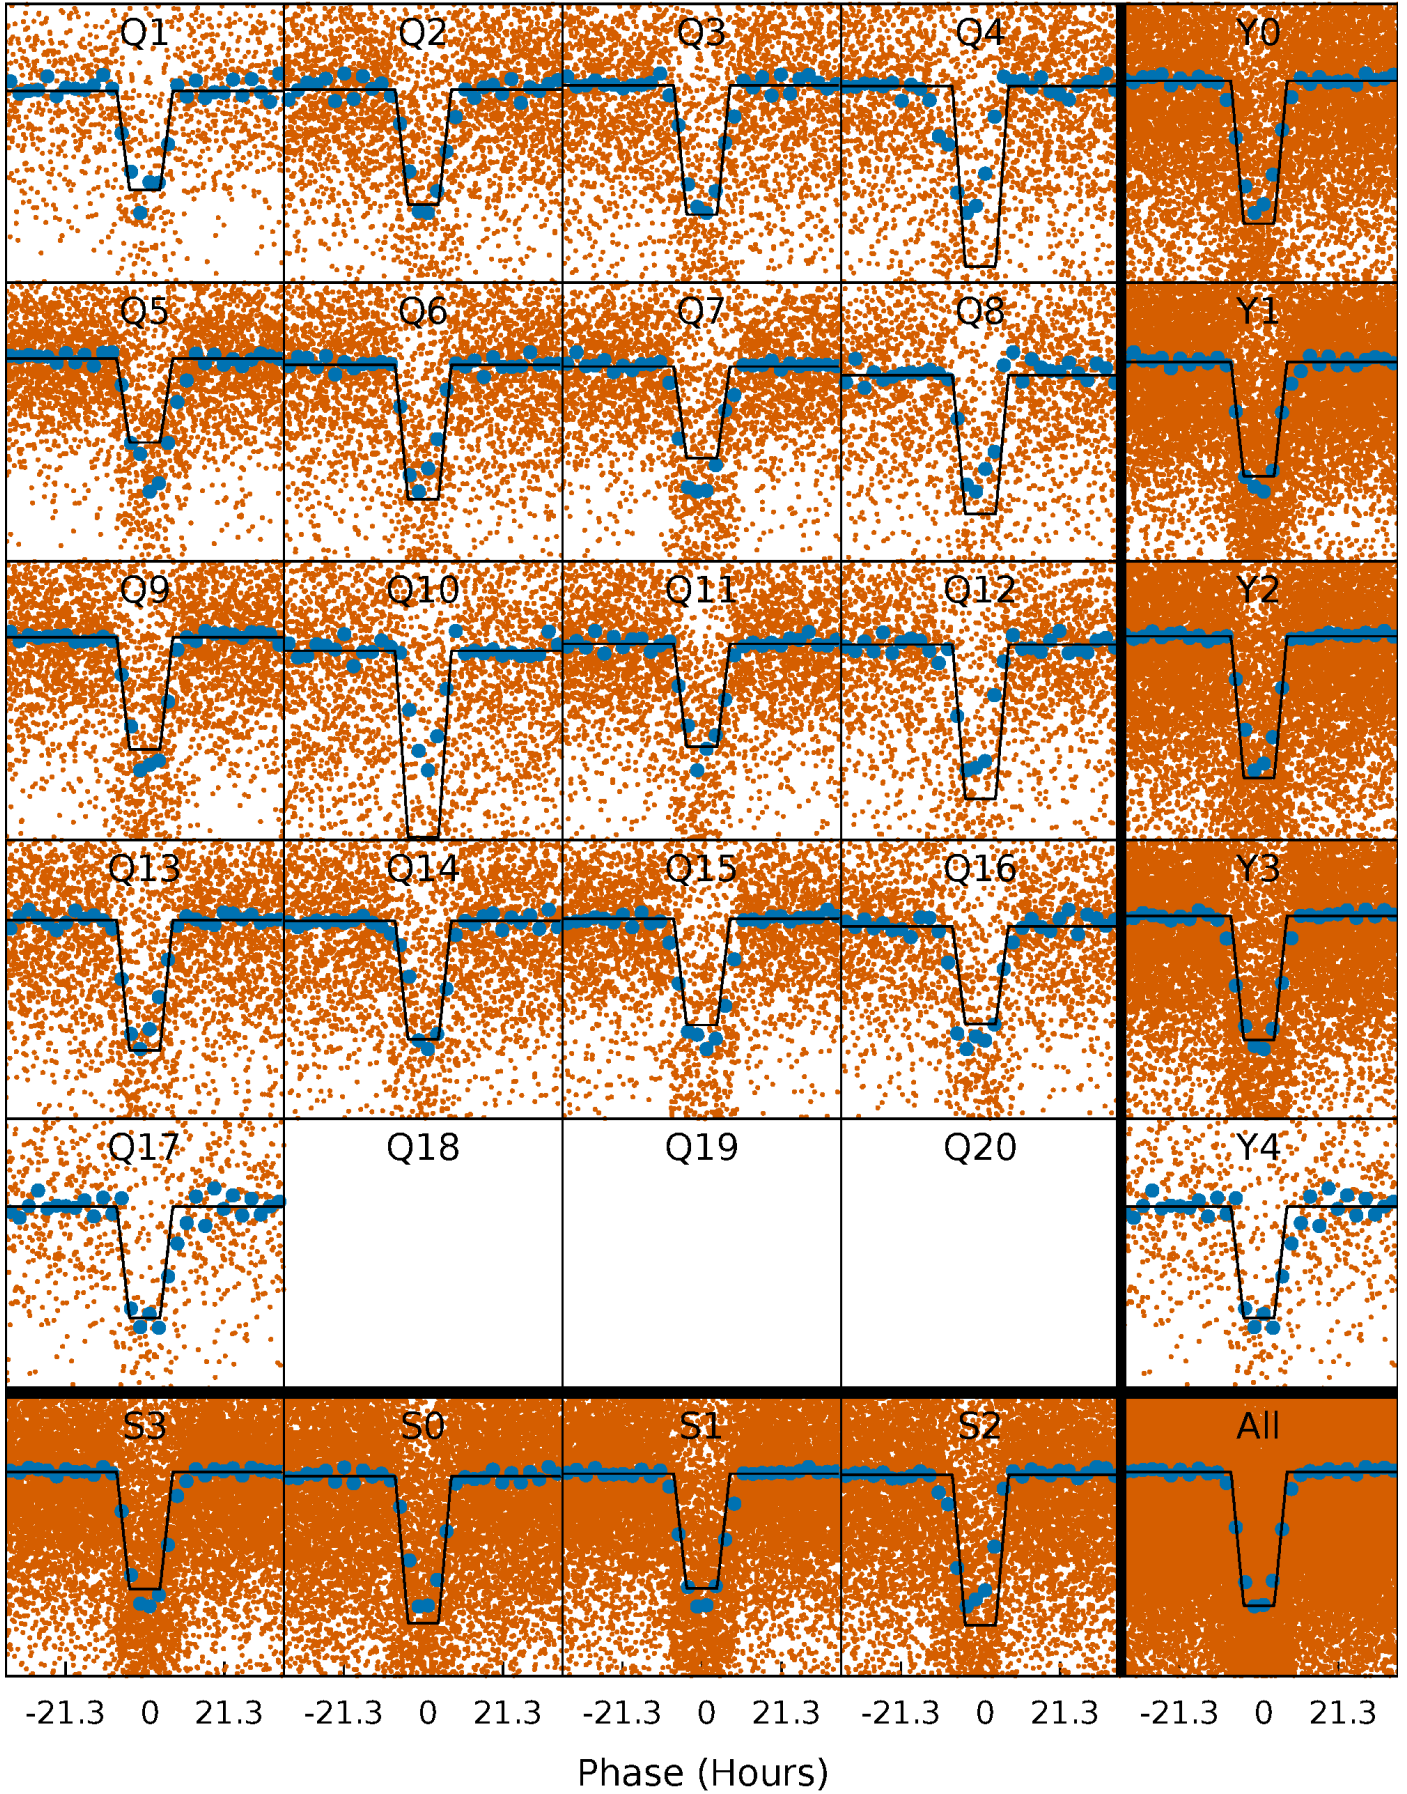 Q1 Q2 Q3 Q4 Y0
Q5 Q6 Q7 Q8 Y1
Q9 Q10 Q11 Q12 Y2
Q13 Q14 Q15 Q16 Y3
Q17 Q18 Q19 Q20 Y4
S3 S0 S1 S2 All
-21.3 0 21.3 -21.3 0 21.3 -21.3 0 21.3 -21.3 0 21.3 -21.3 0 21.3
Phase (Hours)